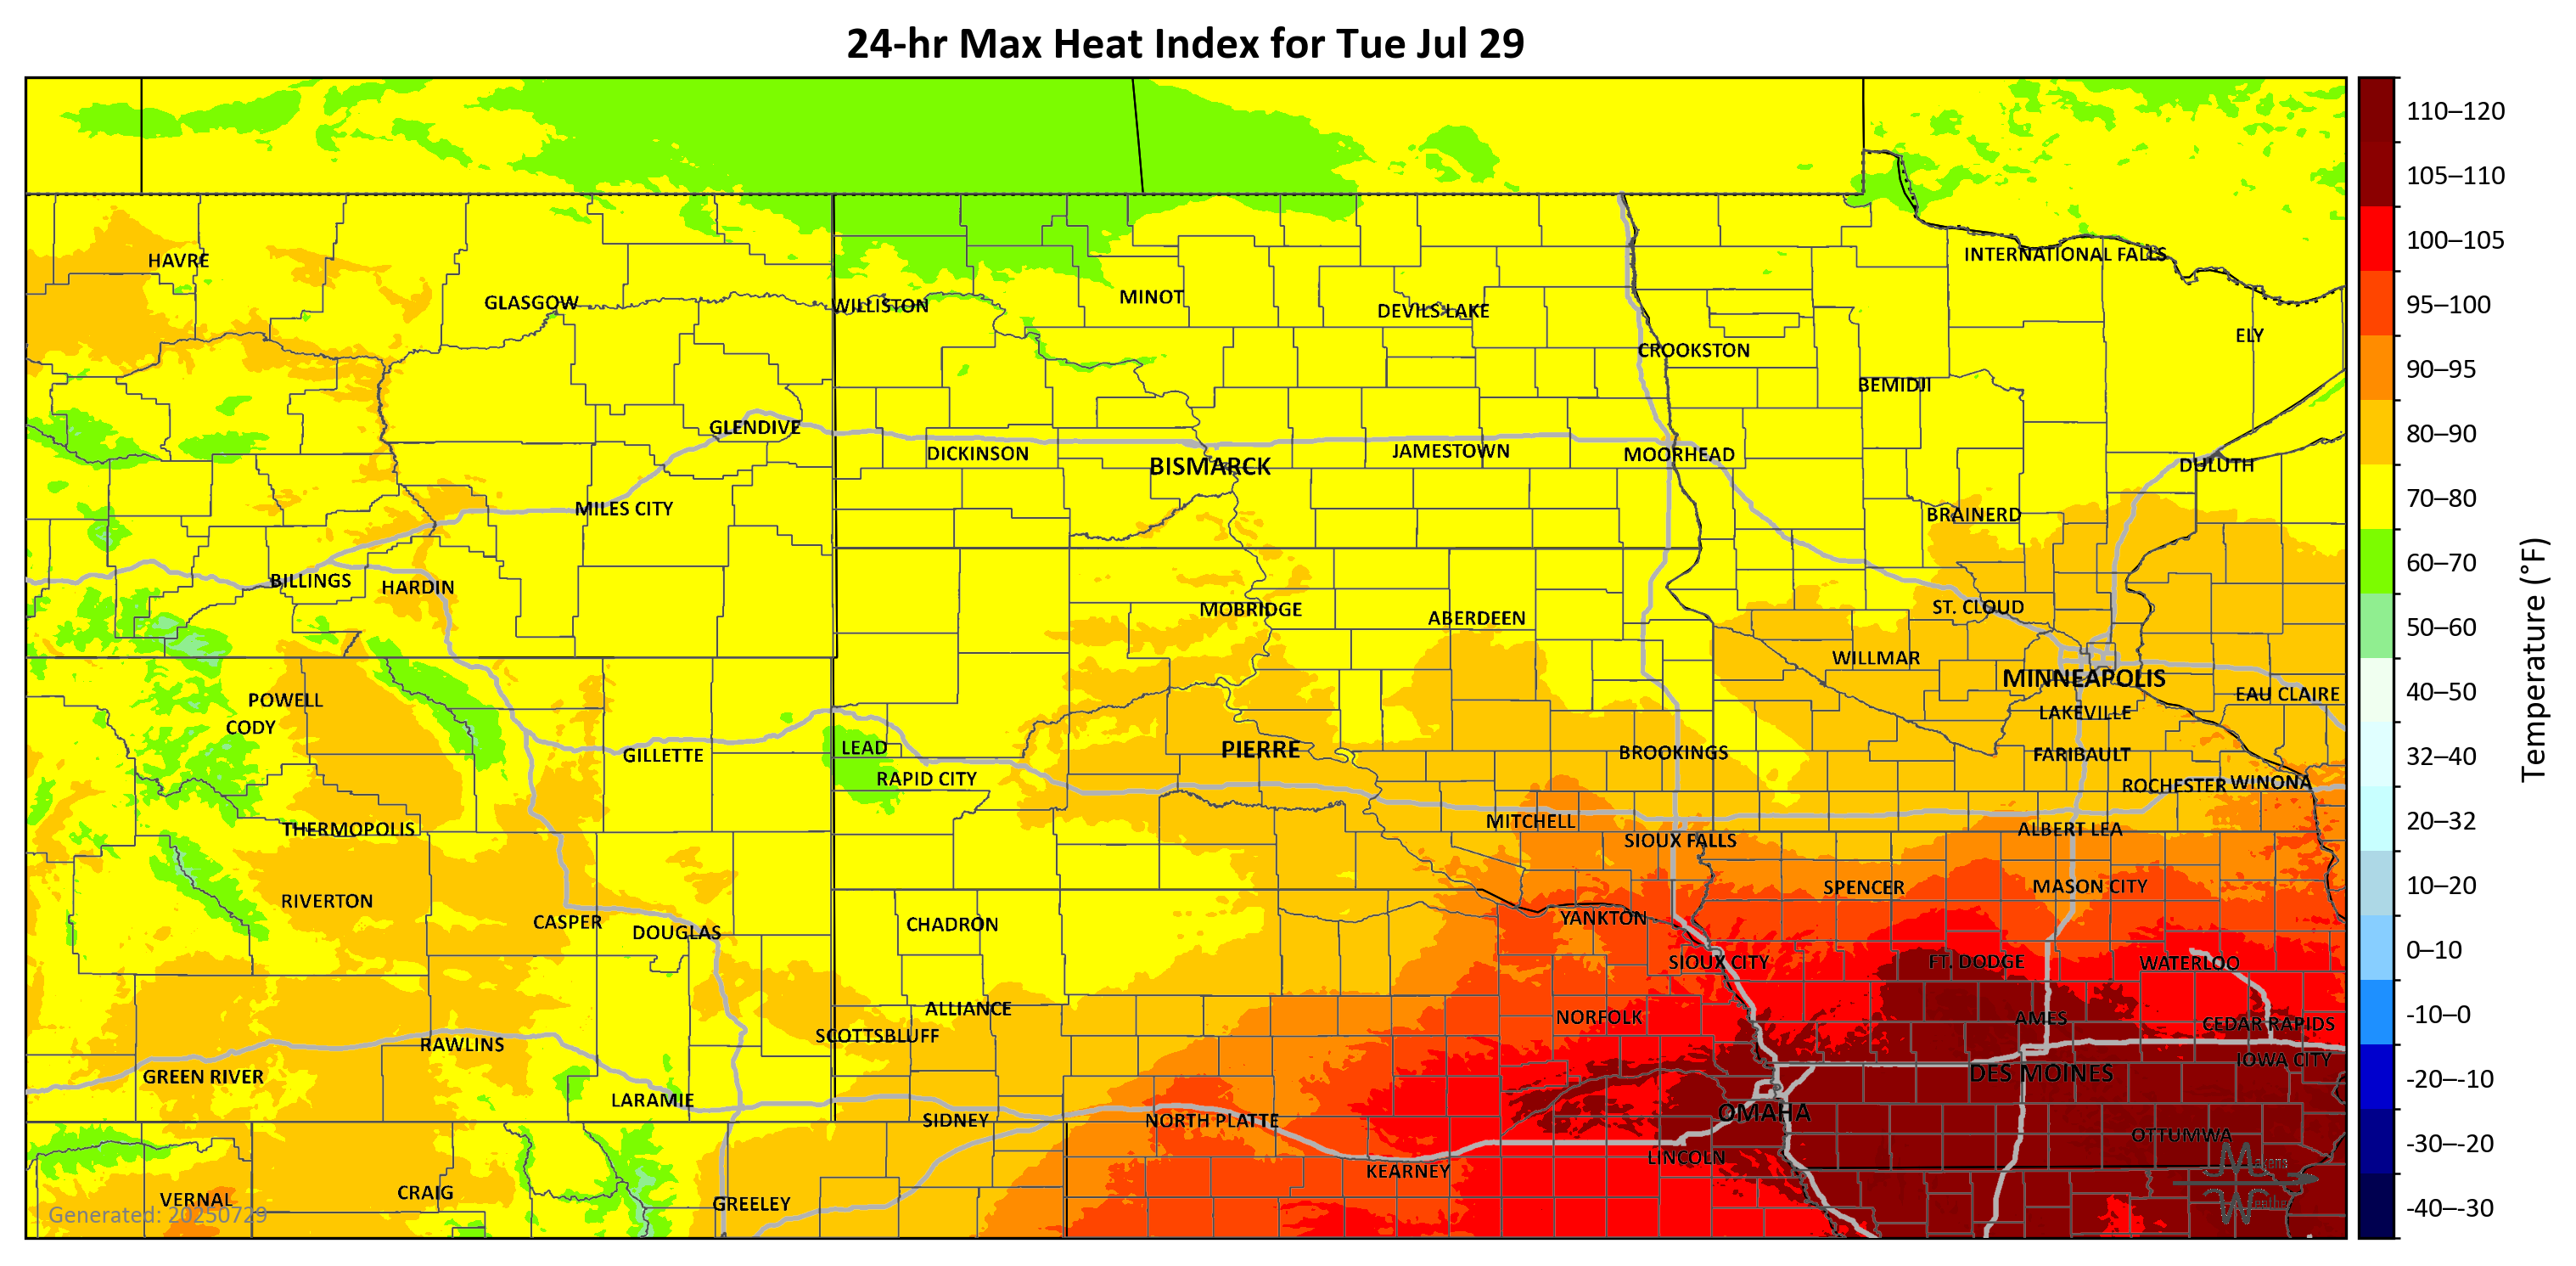 24-hr Max Heat Index for Tue Jul 29
110–120
105–110
HAVRE
INTERNATIONAL FALLS
100–105
GLASGOW
WILLISTON
MINOT
DEVILS LAKE
95–100
CROOKSTON
ELY
90–95
BEMIDJI
GLENDIVE
DICKINSON
BISMARCK
JAMESTOWN
MOORHEAD
DULUTH
80–90
MILES CITY
BRAINERD
70–80
BILLINGS
HARDIN
60–70
MOBRIDGE
ABERDEEN
ST. CLOUD
50–60
WILLMAR
MINNEAPOLIS
POWELL
EAU CLAIRE
40–50
CODY
LAKEVILLE
GILLETTE
LEAD
PIERRE
BROOKINGS
FARIBAULT
32–40
Temperature (°F)
RAPID CITY
ROCHESTER
WINONA
THERMOPOLIS
MITCHELL
SIOUX FALLS
ALBERT LEA
20–32
RIVERTON
SPENCER
MASON CITY
10–20
CASPER
DOUGLAS
CHADRON
YANKTON
SIOUX CITY
FT. DODGE
WATERLOO
0–10
ALLIANCE
NORFOLK
AMES
CEDAR RAPIDS
-10–0
SCOTTSBLUFF
RAWLINS
IOWA CITY
GREEN RIVER
DES MOINES
-20–-10
LARAMIE
SIDNEY
NORTH PLATTE
OMAHA
OTTUMWA
-30–-20
KEARNEY
LINCOLN
Makens
VERNAL
CRAIG
GREELEY
Weather
-40–-30
Generated: 20250729